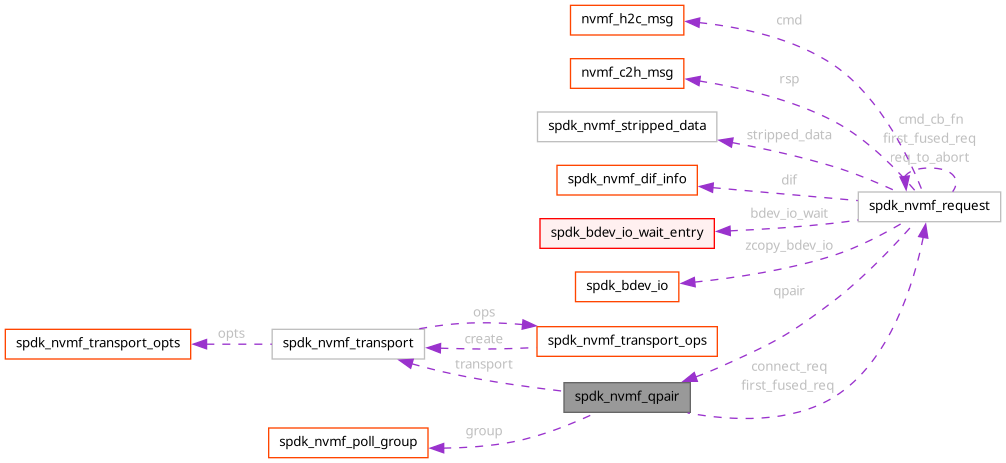 nvmf_h2c_msg
cmd
nvmf_c2h_msg
rsp
spdk_nvmf_stripped_data
stripped_data
cmd_cb_fn
first_fused_req
req_to_abort
spdk_nvmf_dif_info
dif
spdk_nvmf_request
spdk_bdev_io_wait_entry
bdev_io_wait
zcopy_bdev_io
spdk_bdev_io
qpair
ops
spdk_nvmf_transport_opts
opts
spdk_nvmf_transport
create
spdk_nvmf_transport_ops
transport
connect_req
first_fused_req
spdk_nvmf_qpair
spdk_nvmf_poll_group
group